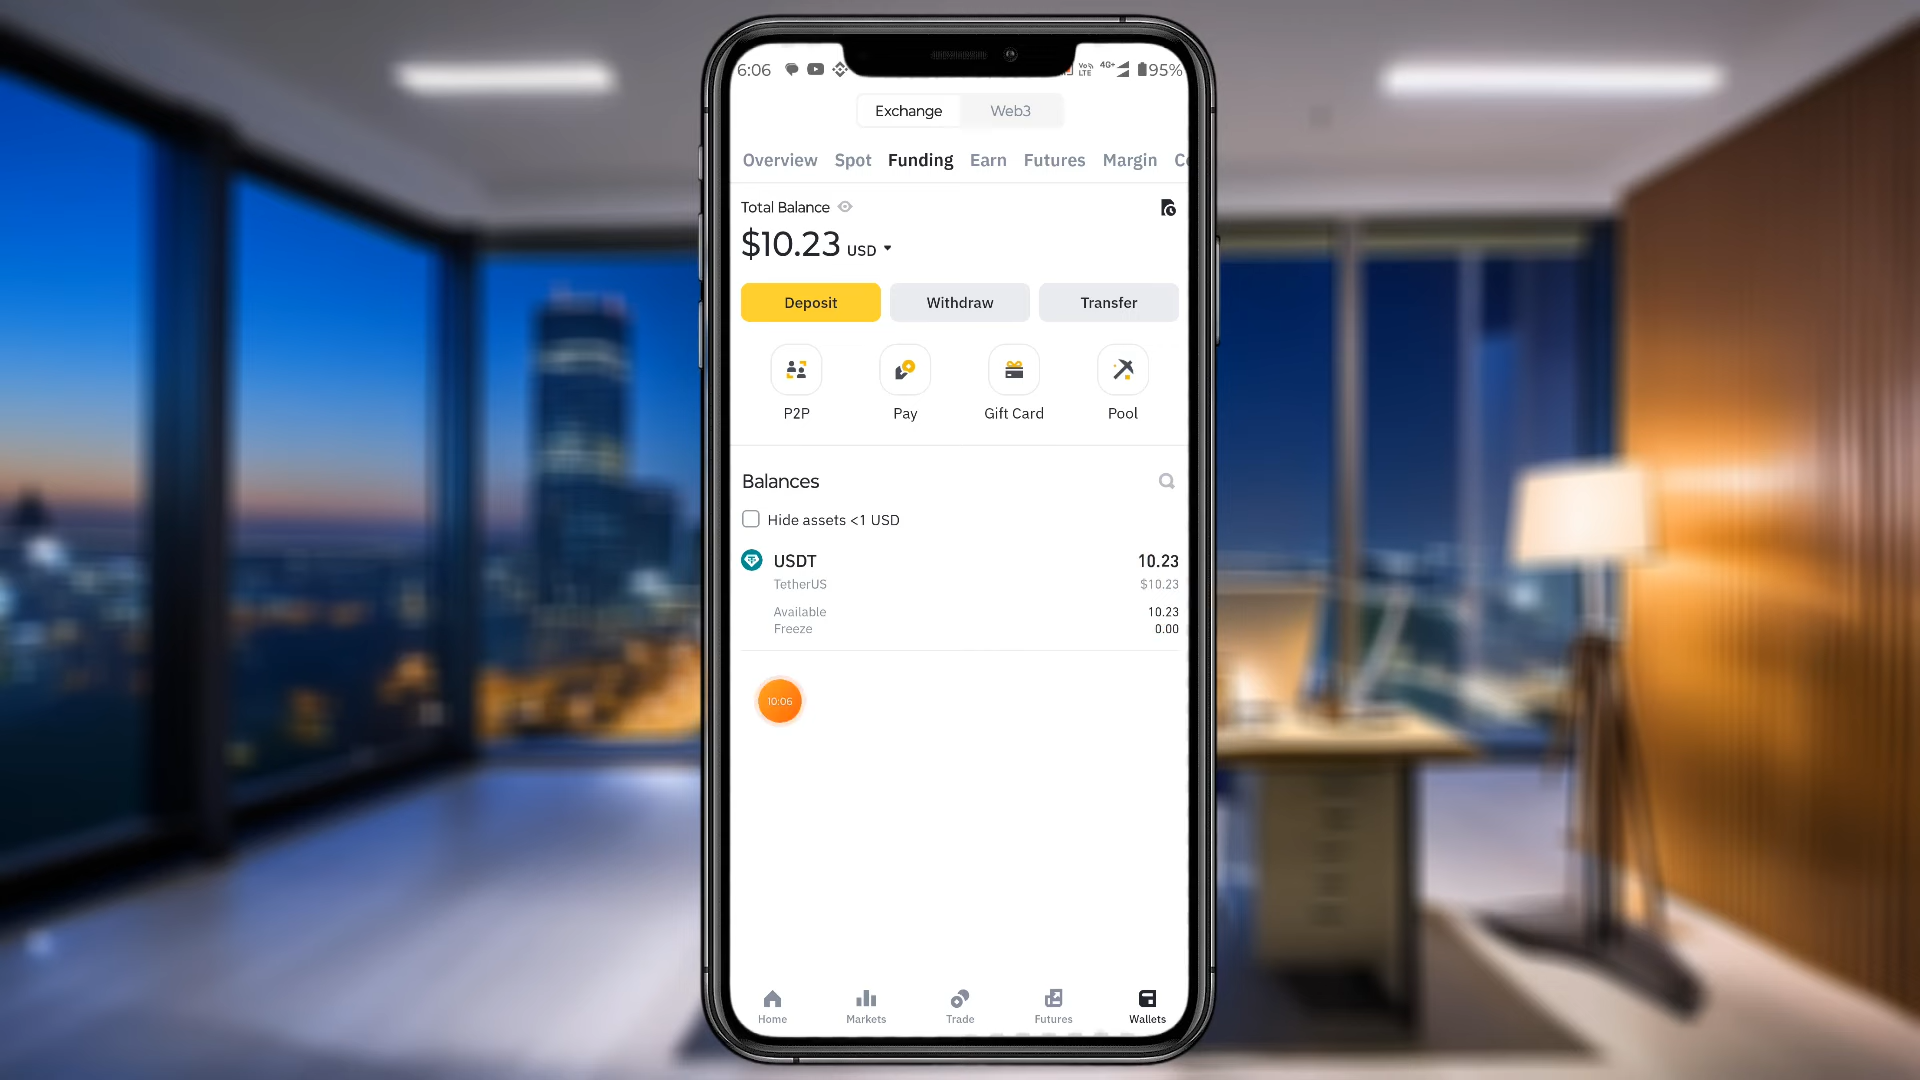 6:06 VoLTE 4G+ 95%
Exchange Web3
Overview Spot Funding Earn Futures Margin
Total Balance
$10.23 USD
Deposit Withdraw Transfer
P2P Pay Gift Card Pool
Balances
Hide assets <1 USD
USDT 10.23
TetherUS $10.23
Available 10.23
Freeze 0.00
10:06
Home Markets Trade Futures Wallets